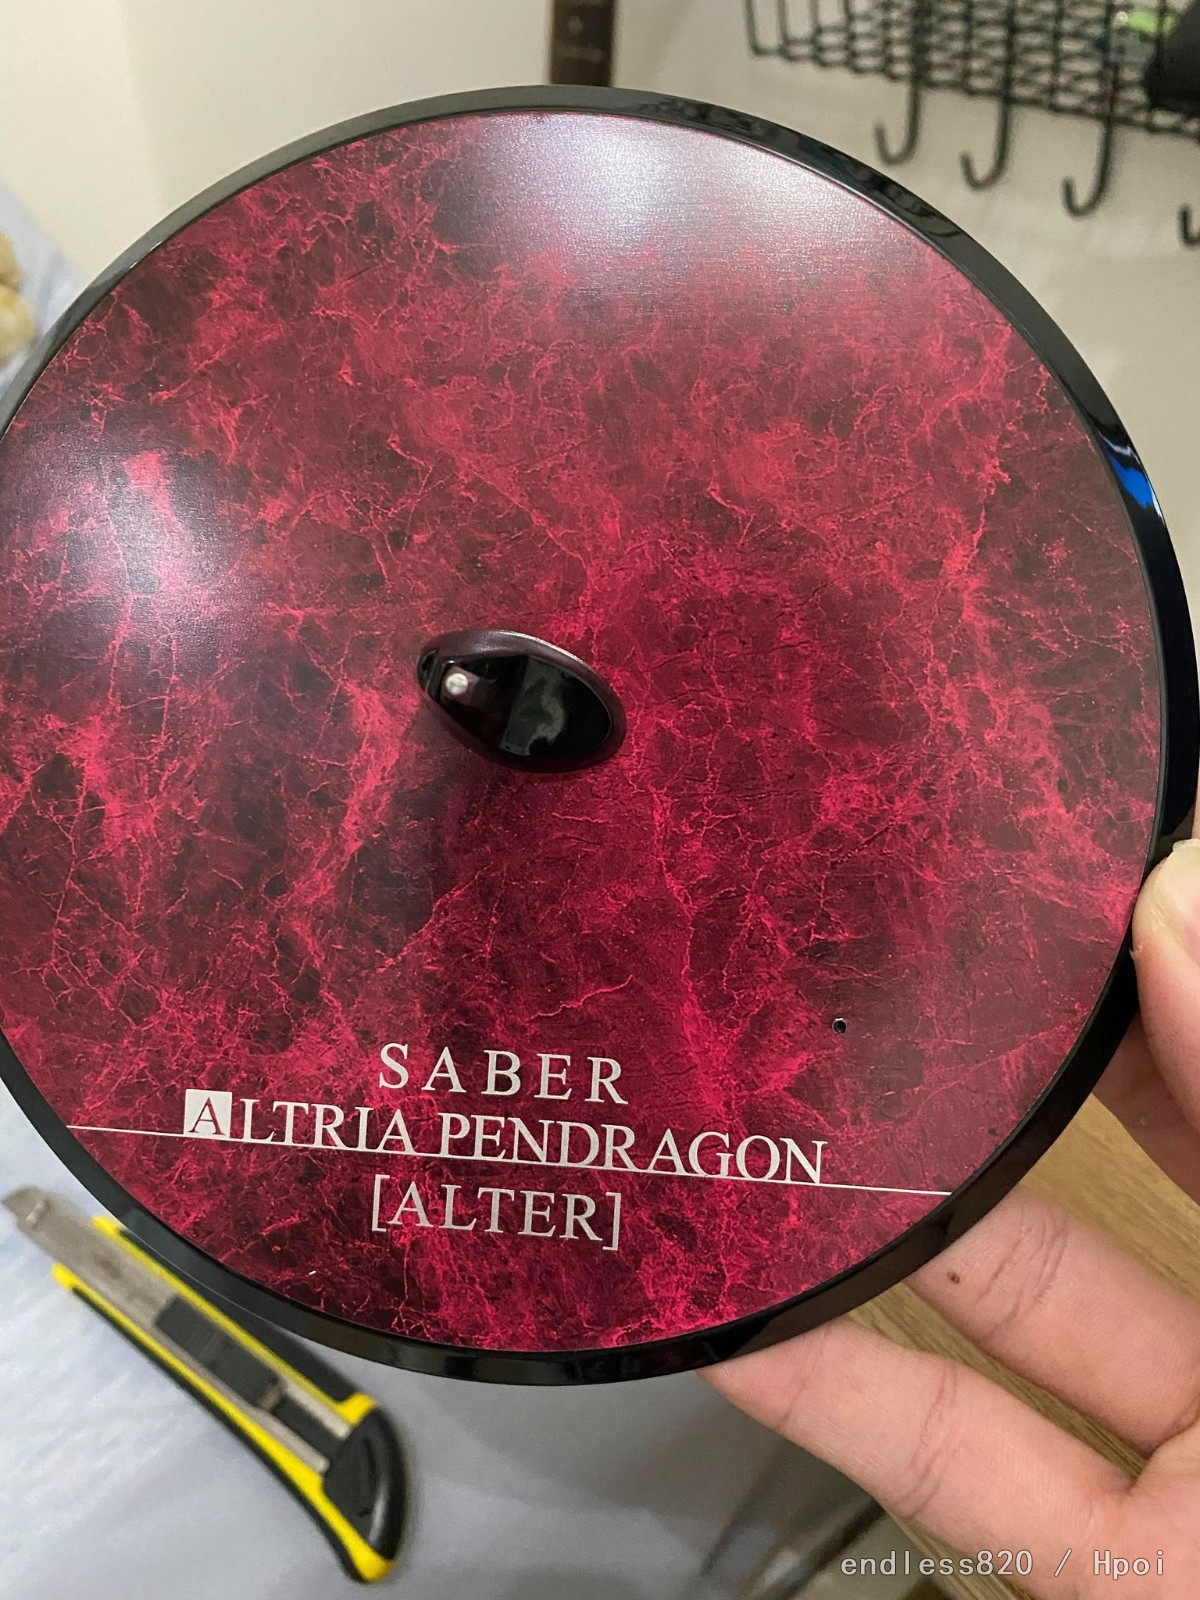 SABER
ALTRIA PENDRAGON
[ALTER]
endless820 / Hpoi